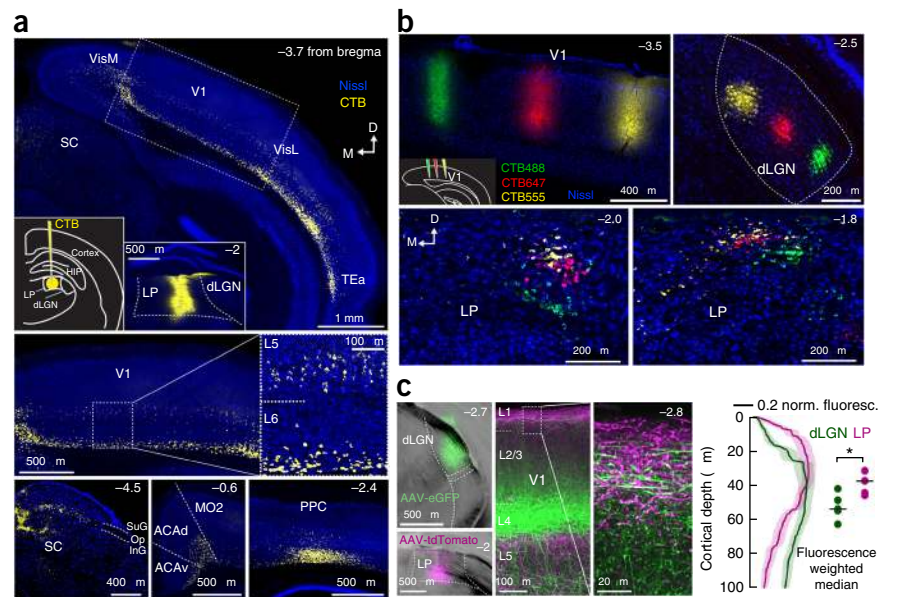 a
−3.7 from bregma
VisM
V1
Nissl
CTB
SC
D
M
VisL
CTB
Cortex
HIP
LP
dLGN
500 m
−2
LP
dLGN
TEa
1 mm
V1
500 m
L5
100 m
L6
−4.5
SC
SuG
Op
InG
400 m
−0.6
MO2
ACAd
ACAv
500 m
−2.4
PPC
500 m
b
V1
−3.5
V1
CTB488
CTB647
CTB555
Nissl
400 m
−2.5
dLGN
200 m
D
M
−2.0
LP
200 m
−1.8
LP
200 m
c
−2.7
dLGN
AAV-eGFP
500 m
AAV-tdTomato
−2
LP
500 m
L1
L2/3
V1
L4
L5
100 m
−2.8
20 m
0.2 norm. fluoresc.
dLGN LP
*
Cortical depth ( m)
0
20
40
60
80
100
Fluorescence
weighted
median